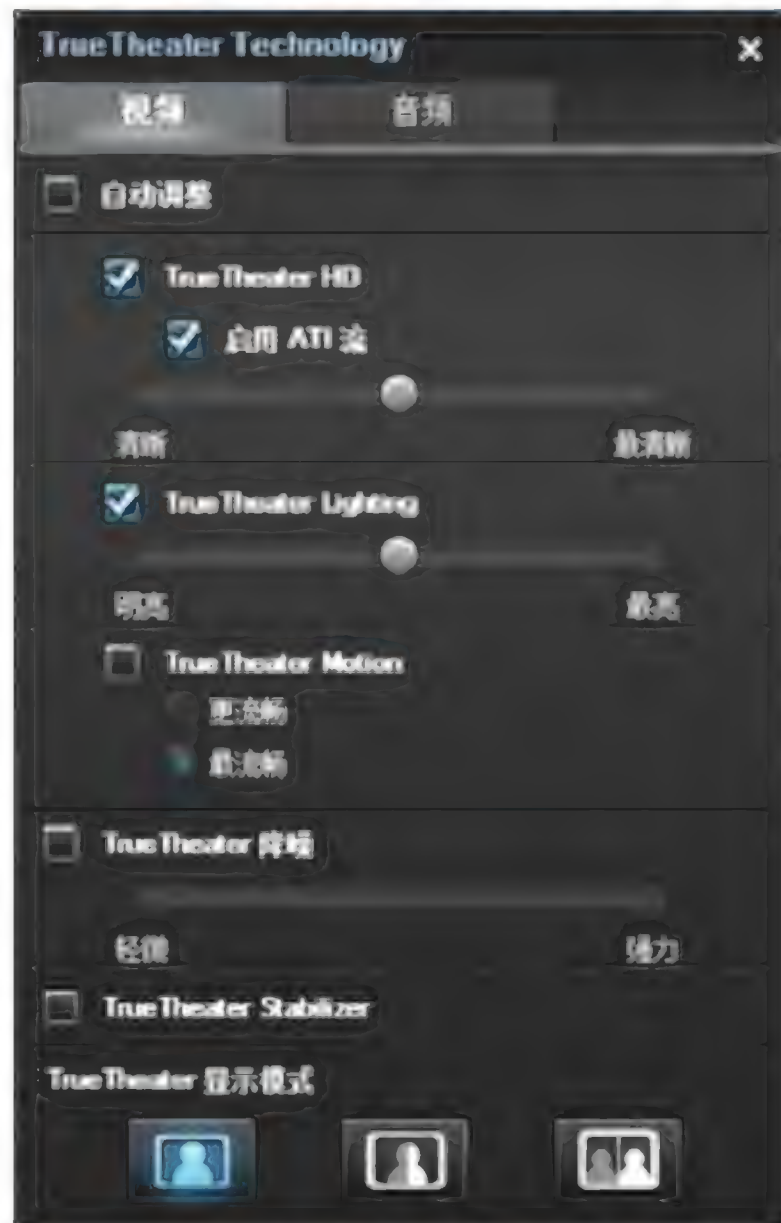 TrueTheater Technology
视频 音频
自动调整
TrueTheater HD
启用 ATI 流
清晰 最清晰
TrueTheater Lighting
明亮 最亮
TrueTheater Motion
更流畅
最流畅
TrueTheater 降噪
轻微 强力
TrueTheater Stabilizer
TrueTheater 显示模式